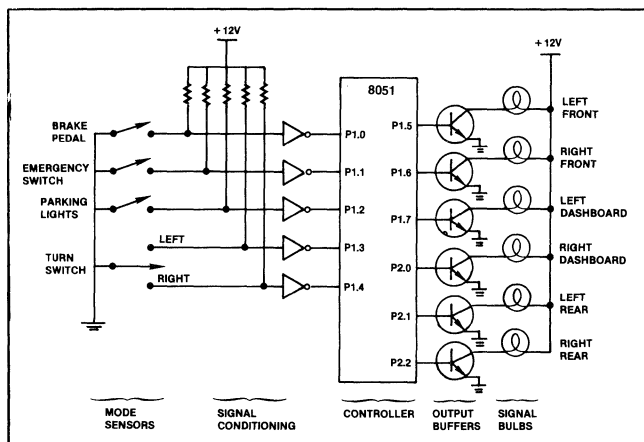 + 12V
+ 12V
8051
BRAKE
PEDAL
EMERGENCY
SWITCH
PARKING
LIGHTS
TURN
SWITCH
LEFT
RIGHT
P1.0
P1.1
P1.2
P1.3
P1.4
P1.5
P1.6
P1.7
P2.0
P2.1
P2.2
LEFT
FRONT
RIGHT
FRONT
LEFT
DASHBOARD
RIGHT
DASHBOARD
LEFT
REAR
RIGHT
REAR
MODE
SENSORS
SIGNAL
CONDITIONING
CONTROLLER
OUTPUT
BUFFERS
SIGNAL
BULBS